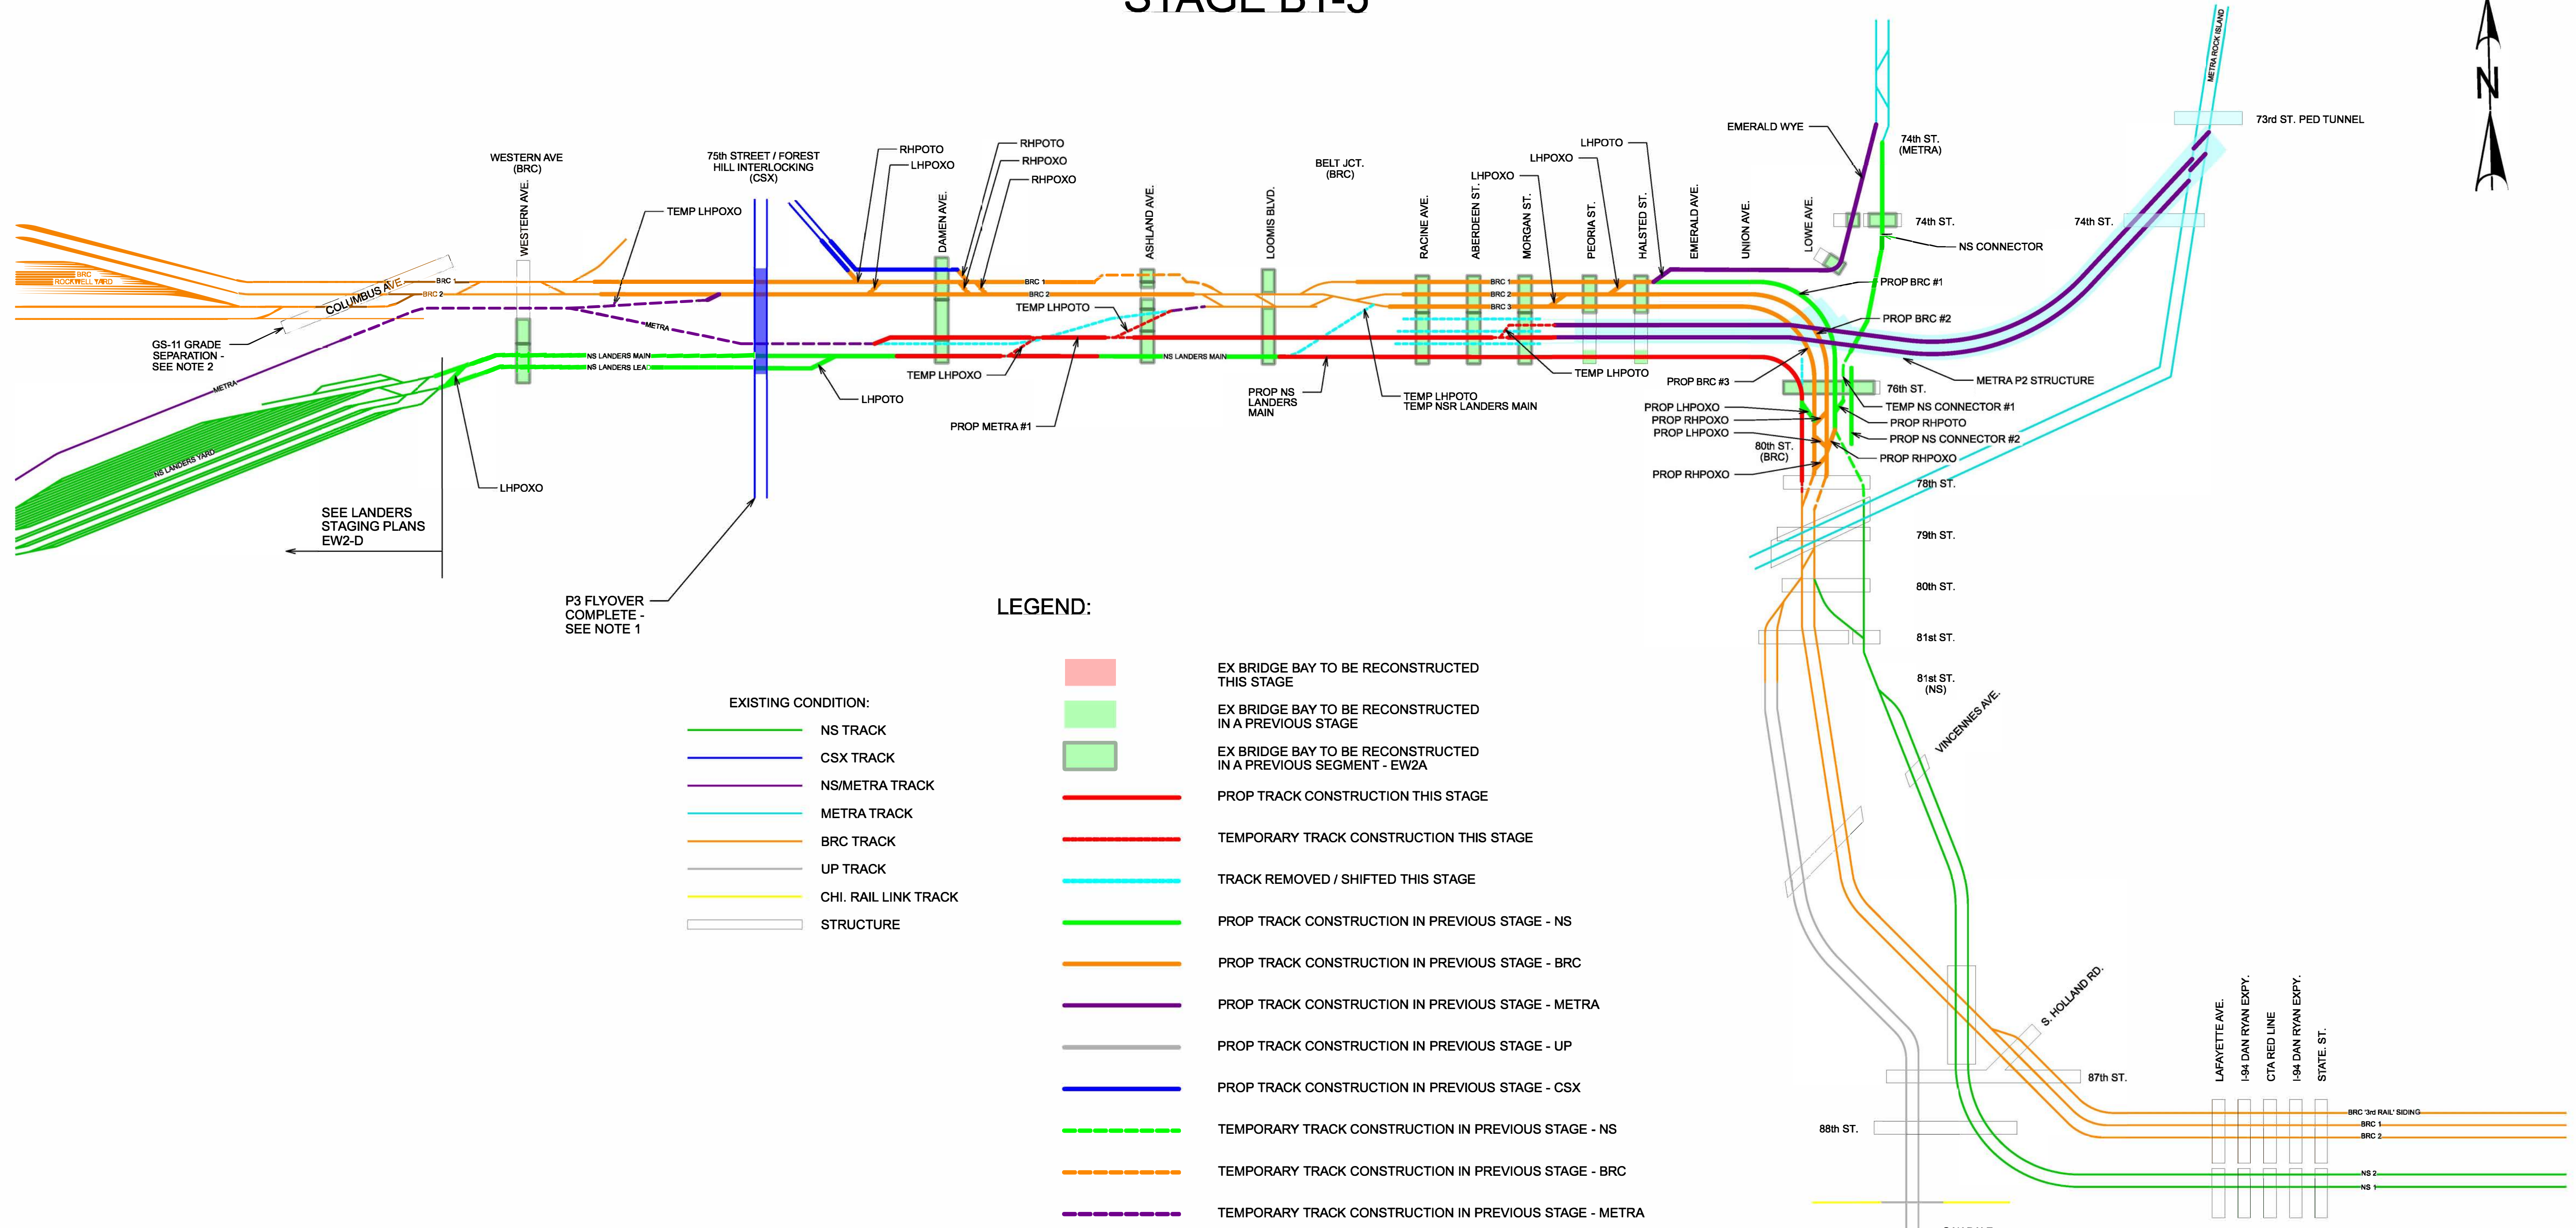 STAGE B1-5
METRA ROCK ISLAND
N
73rd ST. PED TUNNEL
EMERALD WYE
74th ST.
(METRA)
LHPOTO
RHPOTO
RHPOTO
LHPOXO
RHPOXO
RHPOXO
LHPOXO
LHPOXO
WESTERN AVE
(BRC)
75th STREET / FOREST
HILL INTERLOCKING
(CSX)
BELT JCT.
(BRC)
WESTERN AVE.
DAMEN AVE.
ASHLAND AVE.
LOOMIS BLVD.
RACINE AVE.
ABERDEEN ST.
MORGAN ST.
PEORIA ST.
HALSTED ST.
EMERALD AVE.
UNION AVE.
LOWE AVE.
TEMP LHPOXO
74th ST.
74th ST.
NS CONNECTOR
BRC
ROCKWELL YARD
COLUMBUS AVE.
BRC 1
BRC 2
BRC 1
BRC 2
BRC 1
BRC 2
BRC 3
PROP BRC #1
PROP BRC #2
TEMP LHPOTO
METRA
GS-11 GRADE
SEPARATION -
SEE NOTE 2
NS LANDERS MAIN
NS LANDERS LEAD
NS LANDERS MAIN
TEMP LHPOXO
LHPOTO
PROP METRA #1
PROP NS
LANDERS
MAIN
TEMP LHPOTO
TEMP NSR LANDERS MAIN
TEMP LHPOTO
PROP BRC #3
METRA P2 STRUCTURE
76th ST.
PROP LHPOXO
PROP RHPOXO
PROP LHPOXO
80th ST.
(BRC)
PROP RHPOXO
TEMP NS CONNECTOR #1
PROP RHPOTO
PROP NS CONNECTOR #2
PROP RHPOXO
METRA
NS LANDERS YARD
LHPOXO
SEE LANDERS
STAGING PLANS
EW2-D
78th ST.
79th ST.
80th ST.
81st ST.
81st ST.
(NS)
P3 FLYOVER
COMPLETE -
SEE NOTE 1
VINCENNES AVE.
LEGEND:
EXISTING CONDITION:
NS TRACK
CSX TRACK
NS/METRA TRACK
METRA TRACK
BRC TRACK
UP TRACK
CHI. RAIL LINK TRACK
STRUCTURE
EX BRIDGE BAY TO BE RECONSTRUCTED
THIS STAGE
EX BRIDGE BAY TO BE RECONSTRUCTED
IN A PREVIOUS STAGE
EX BRIDGE BAY TO BE RECONSTRUCTED
IN A PREVIOUS SEGMENT - EW2A
PROP TRACK CONSTRUCTION THIS STAGE
TEMPORARY TRACK CONSTRUCTION THIS STAGE
TRACK REMOVED / SHIFTED THIS STAGE
PROP TRACK CONSTRUCTION IN PREVIOUS STAGE - NS
PROP TRACK CONSTRUCTION IN PREVIOUS STAGE - BRC
PROP TRACK CONSTRUCTION IN PREVIOUS STAGE - METRA
PROP TRACK CONSTRUCTION IN PREVIOUS STAGE - UP
PROP TRACK CONSTRUCTION IN PREVIOUS STAGE - CSX
TEMPORARY TRACK CONSTRUCTION IN PREVIOUS STAGE - NS
TEMPORARY TRACK CONSTRUCTION IN PREVIOUS STAGE - BRC
TEMPORARY TRACK CONSTRUCTION IN PREVIOUS STAGE - METRA
S. HOLLAND RD.
87th ST.
88th ST.
LAFAYETTE AVE.
I-94 DAN RYAN EXPY.
CTA RED LINE
I-94 DAN RYAN EXPY.
STATE. ST.
BRC '3rd RAIL' SIDING
BRC 1
BRC 2
NS 2
NS 1